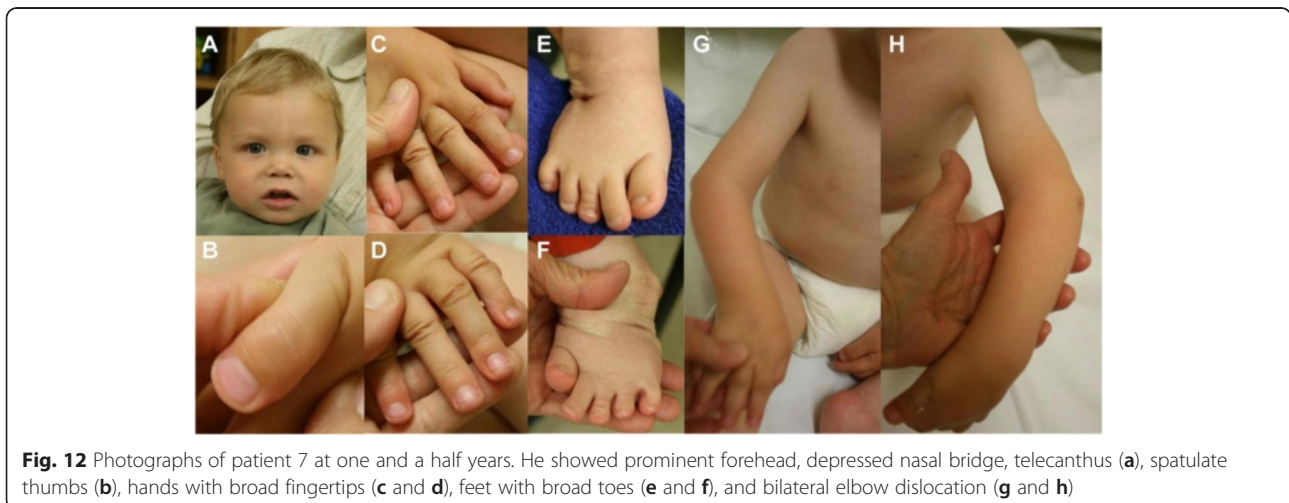 A
C
E
G
H
B
D
F
Fig. 12 Photographs of patient 7 at one and a half years. He showed prominent forehead, depressed nasal bridge, telecanthus (a), spatulate
thumbs (b), hands with broad fingertips (c and d), feet with broad toes (e and f), and bilateral elbow dislocation (g and h)